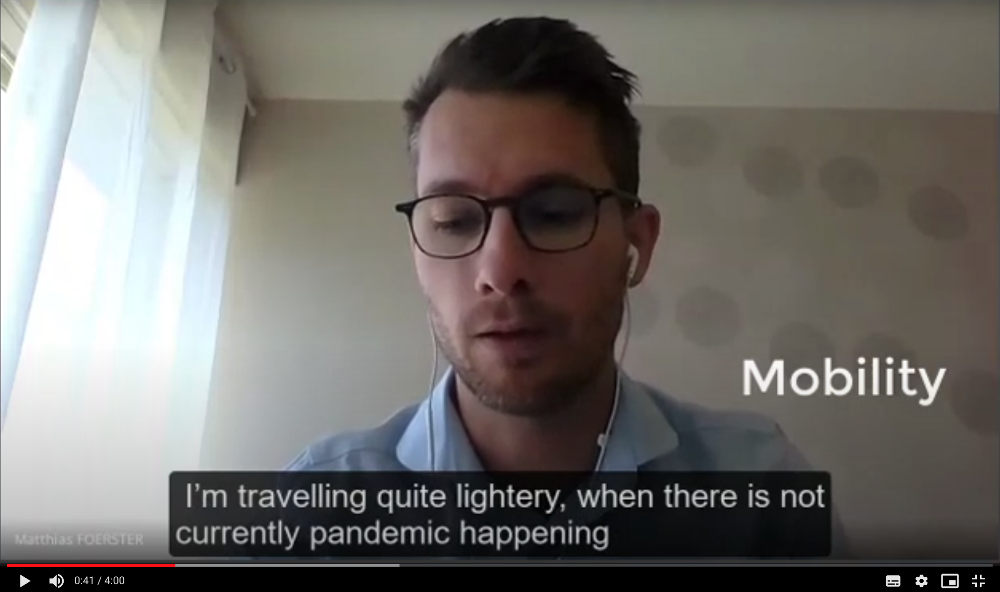 Mobility
I’m travelling quite lightery, when there is not
currently pandemic happening
Matthias FOERSTER
0:41 / 4:00